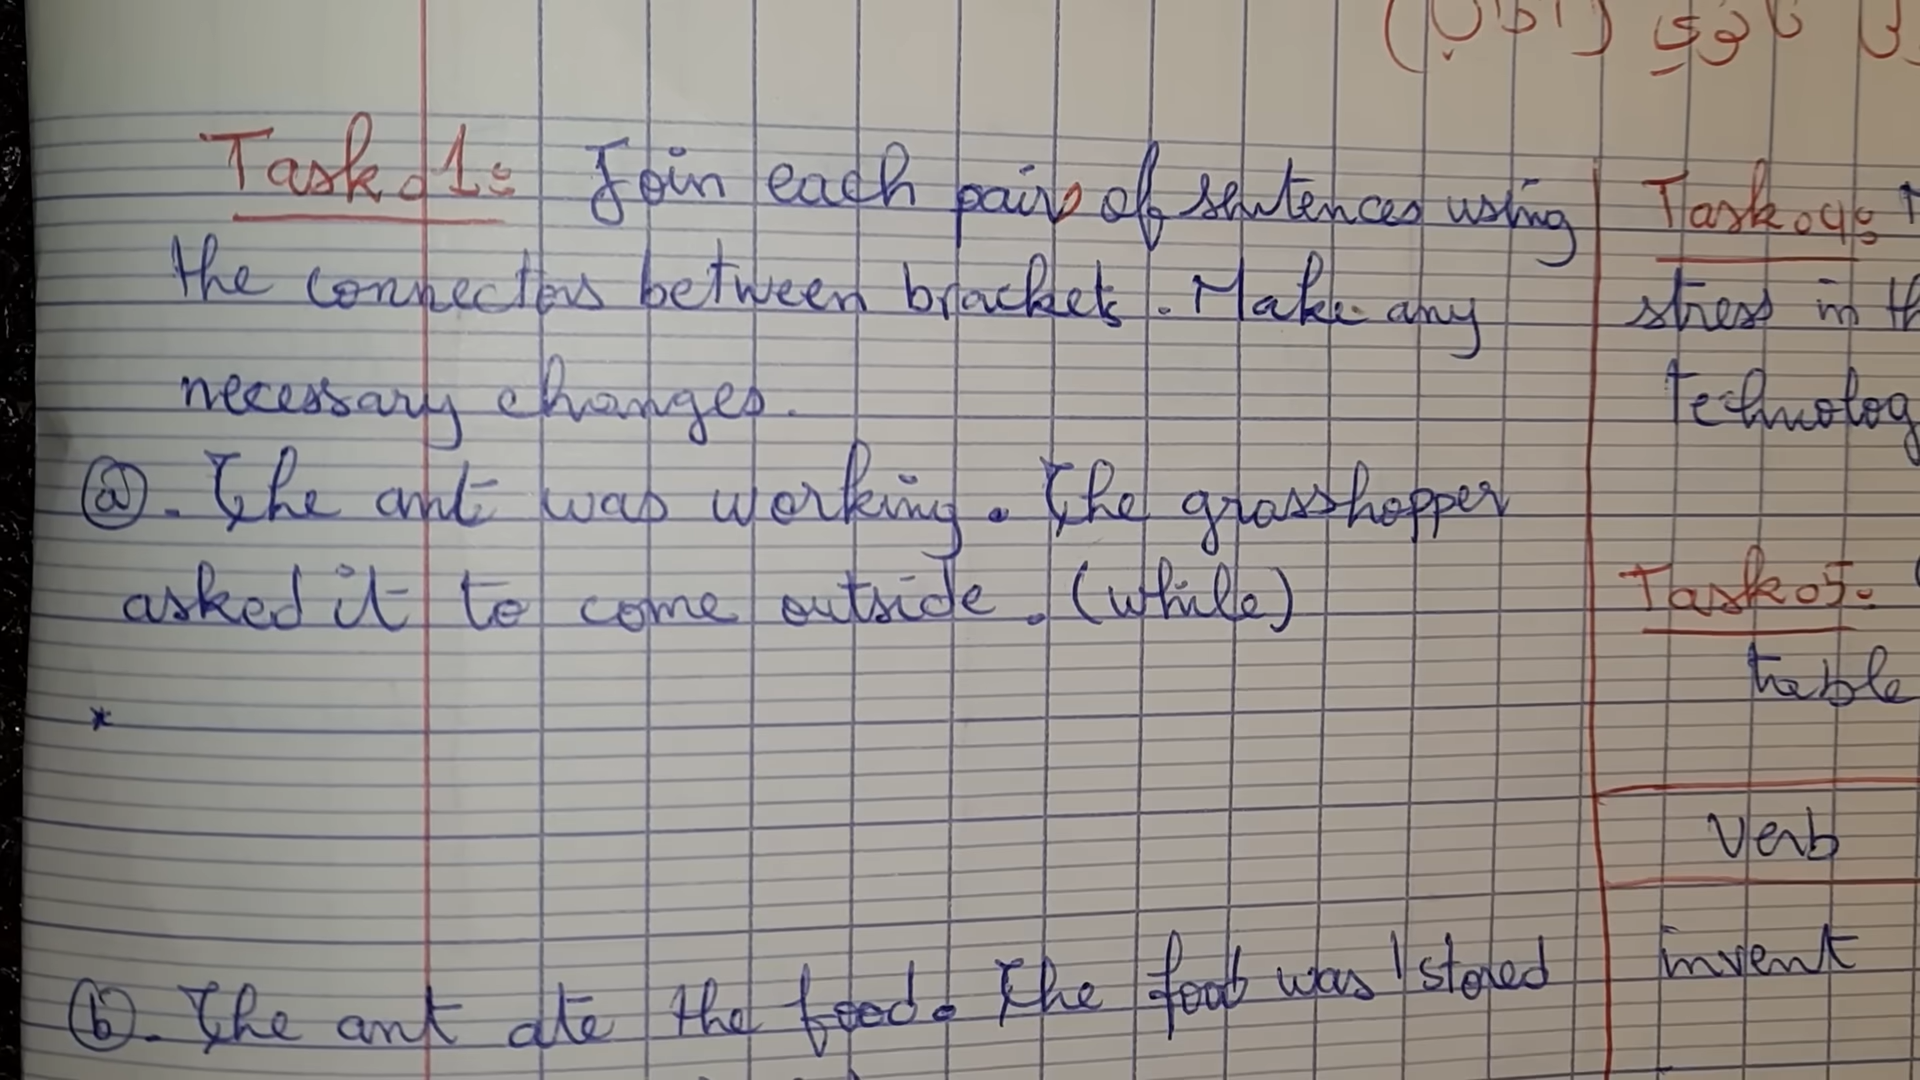 Task 01: Join each pair of sentences using
the connectors between brackets. Make any
necessary changes.
(a). The ant was working. The grasshopper
asked it to come outside. (while)
*
(b). The ant ate the food. The food was stored
Task 04:
stress in th
technolog
Task 05:
table
Verb
invent